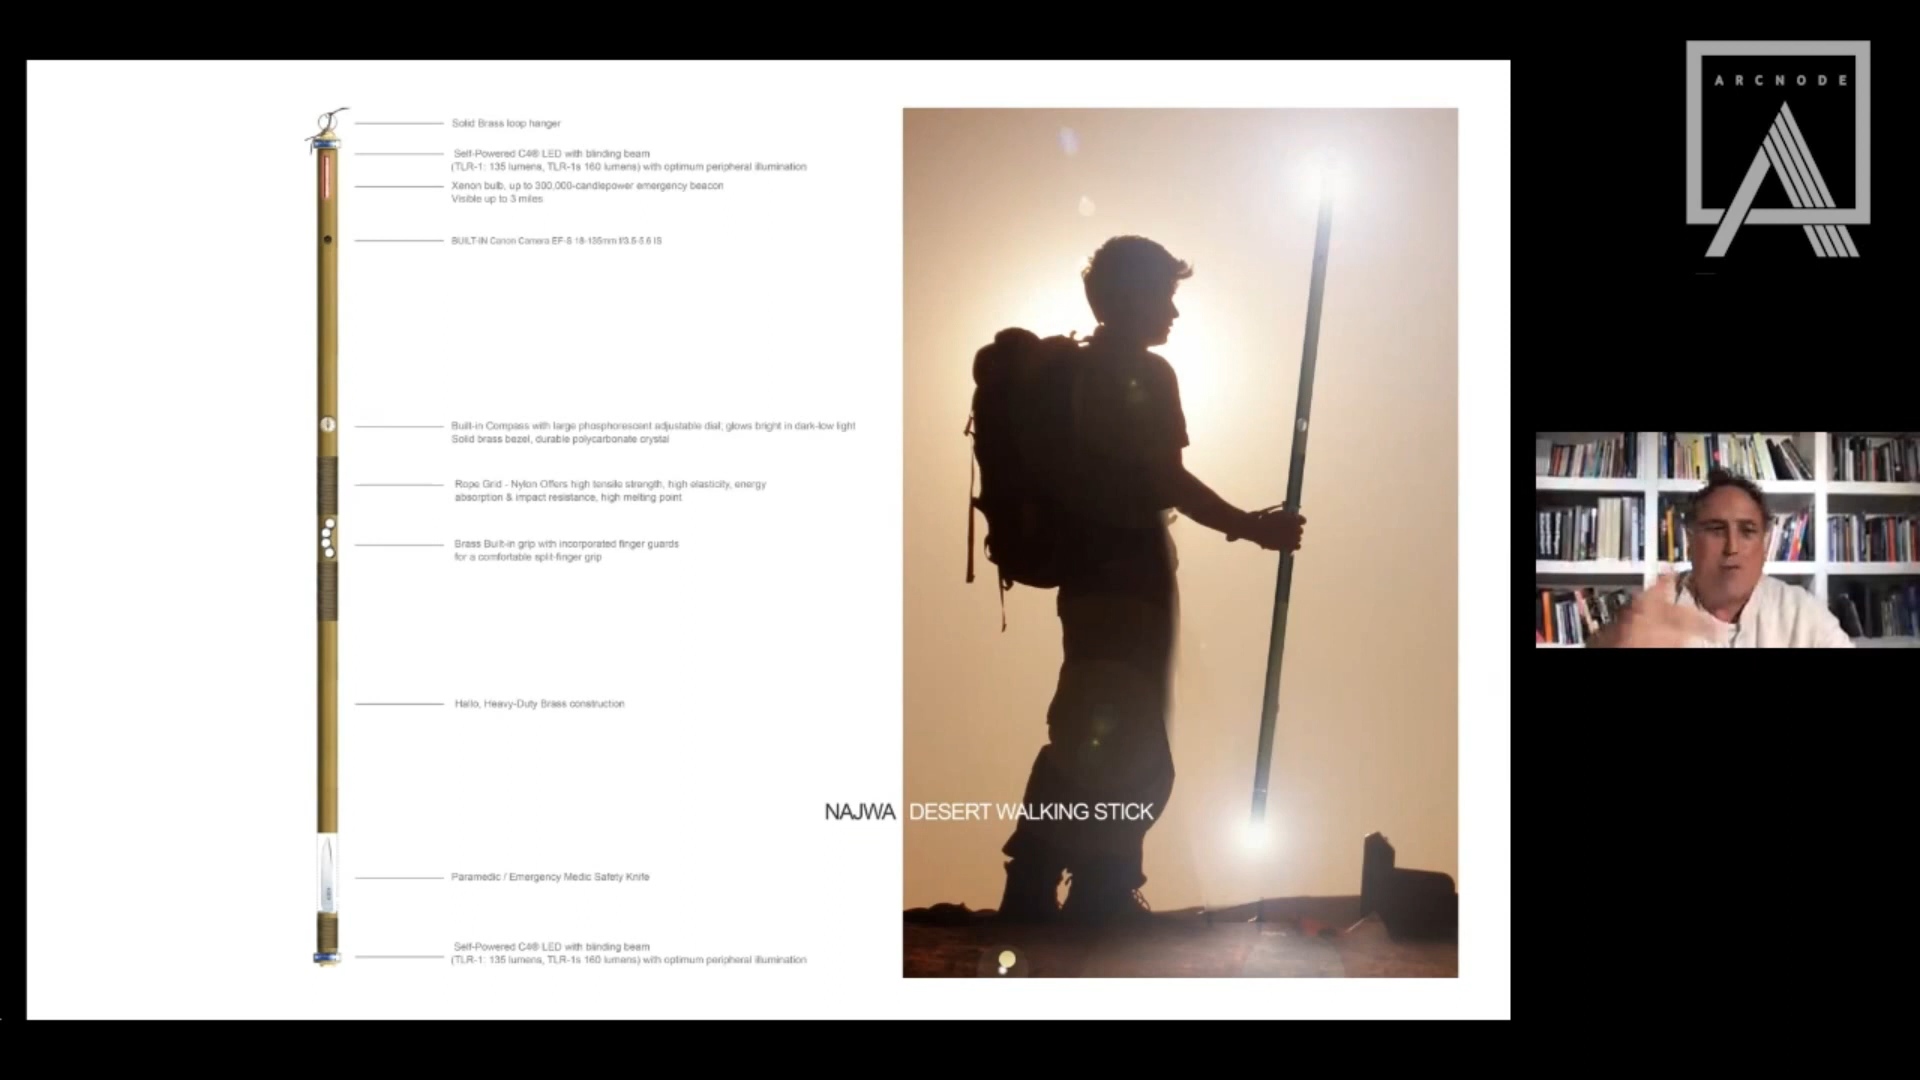 ARCNODE
Solid Brass loop hanger
Self-Powered C4® LED with blinding beam
(TLR-1: 135 lumens, TLR-1s 160 lumens) with optimum peripheral illumination
Xenon bulb, up to 300,000-candlepower emergency beacon
Visible up to 3 miles
BUILT-IN Canon Camera EF-S 18-135mm f/3.5-5.6 IS
Built-in Compass with large phosphorescent adjustable dial; glows bright in dark-low light
Solid brass bezel, durable polycarbonate crystal
Rope Grid - Nylon Offers high tensile strength, high elasticity, energy
absorption & impact resistance, high melting point
Brass Built-in grip with incorporated finger guards
for a comfortable split-finger grip
Hallo, Heavy-Duty Brass construction
NAJWA DESERT WALKING STICK
Paramedic / Emergency Medic Safety Knife
Self-Powered C4® LED with blinding beam
(TLR-1: 135 lumens, TLR-1s 160 lumens) with optimum peripheral illumination